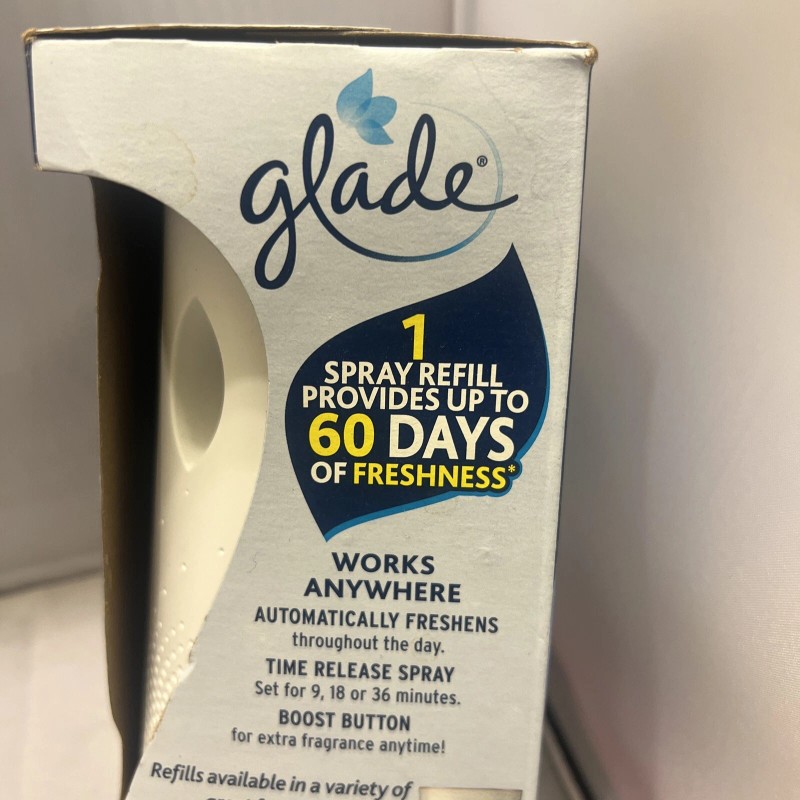 glade®
1
SPRAY REFILL
PROVIDES UP TO
60 DAYS
OF FRESHNESS*
WORKS
ANYWHERE
AUTOMATICALLY FRESHENS
throughout the day.
TIME RELEASE SPRAY
Set for 9, 18 or 36 minutes.
BOOST BUTTON
for extra fragrance anytime!
Refills available in a variety of